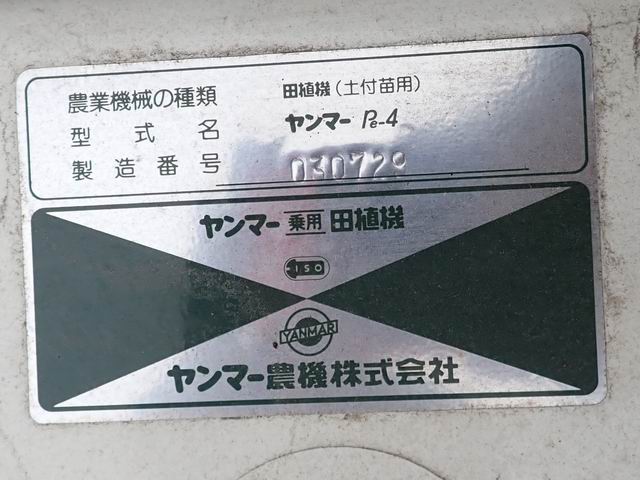 農業機械の種類 田植機(土付苗用)
型式名 ヤンマー Pe-4
製造番号 030720
ヤンマー 乗用 田植機
ISO
YANMAR
ヤンマー農機株式会社